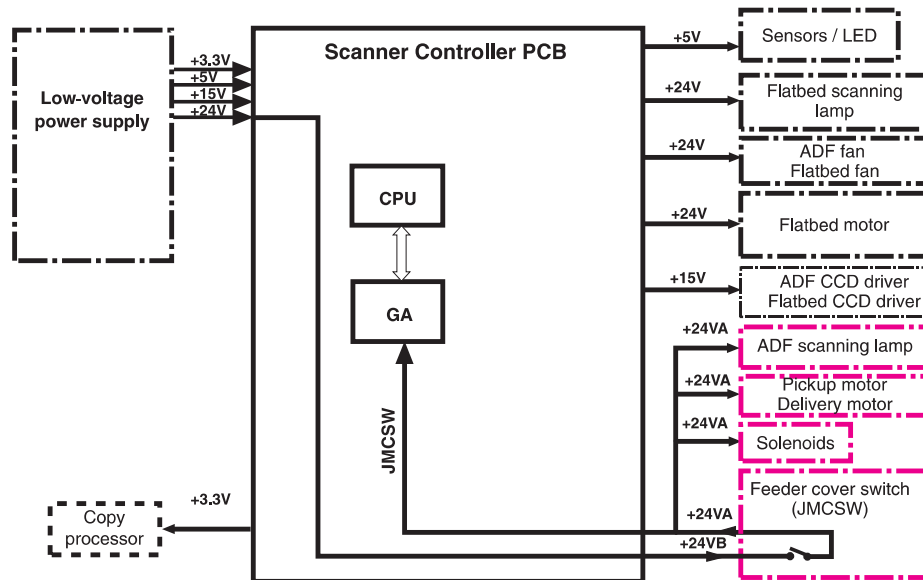 Scanner Controller PCB
Low-voltage
power supply
+3.3V
+5V
+15V
+24V
CPU
GA
JMCSW
+3.3V
Copy
processor
+5V
Sensors / LED
+24V
Flatbed scanning
lamp
+24V
ADF fan
Flatbed fan
+24V
Flatbed motor
+15V
ADF CCD driver
Flatbed CCD driver
+24VA
ADF scanning lamp
+24VA
Pickup motor
Delivery motor
+24VA
Solenoids
Feeder cover switch
(JMCSW)
+24VA
+24VB